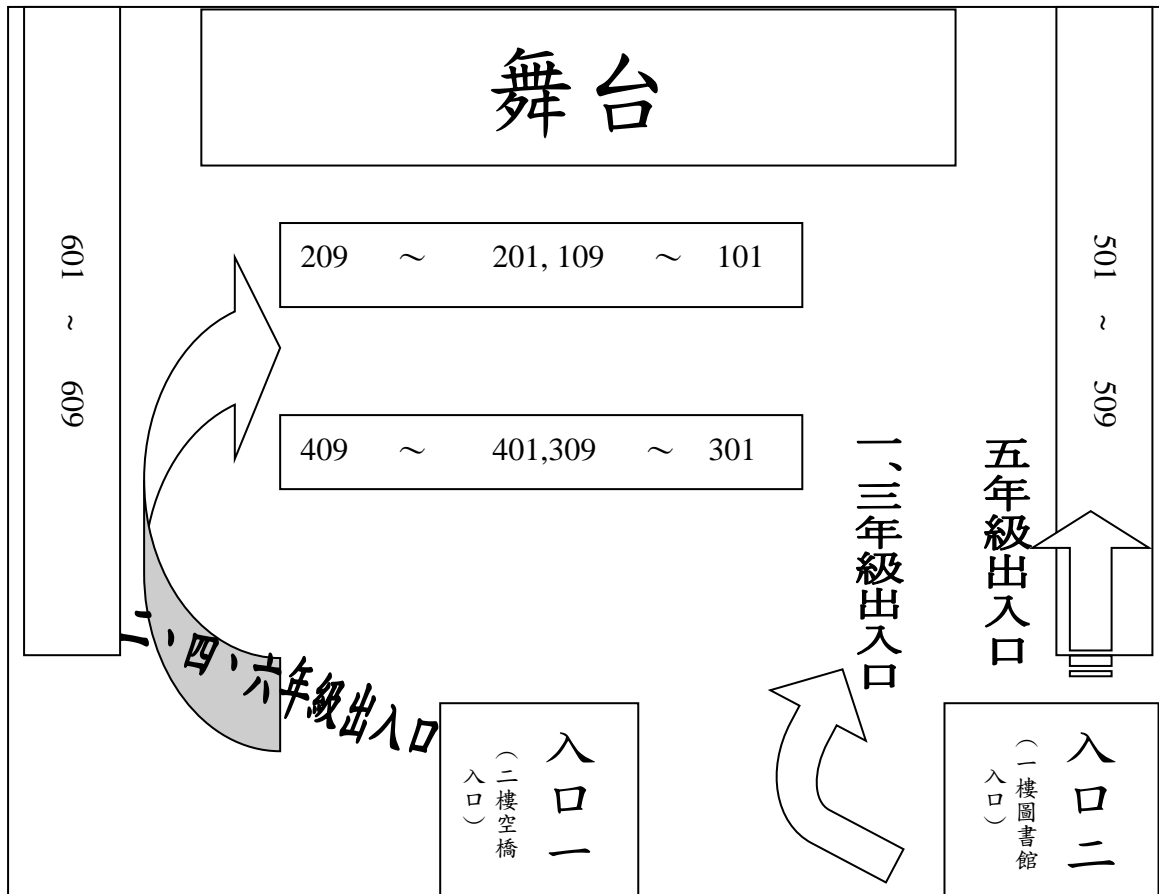 舞台
601 ~ 609
209 ～ 201, 109 ～ 101
501 ~ 509
409 ～ 401,309 ～ 301
一、三年級出入口
五年級出入口
二、四、六年級出入口
入口一
（二樓空橋
入口）
入口二
（一樓圖書館
入口）